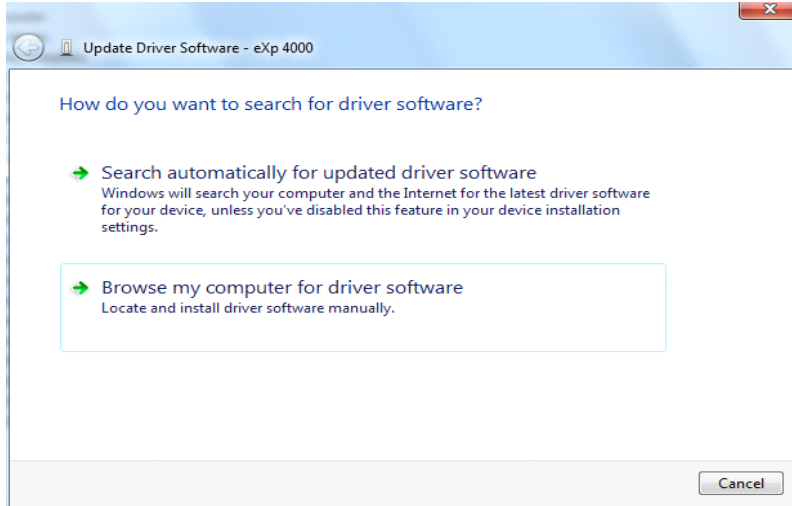 Update Driver Software - eXp 4000
How do you want to search for driver software?
Search automatically for updated driver software
Windows will search your computer and the Internet for the latest driver software
for your device, unless you've disabled this feature in your device installation
settings.
Browse my computer for driver software
Locate and install driver software manually.
Cancel